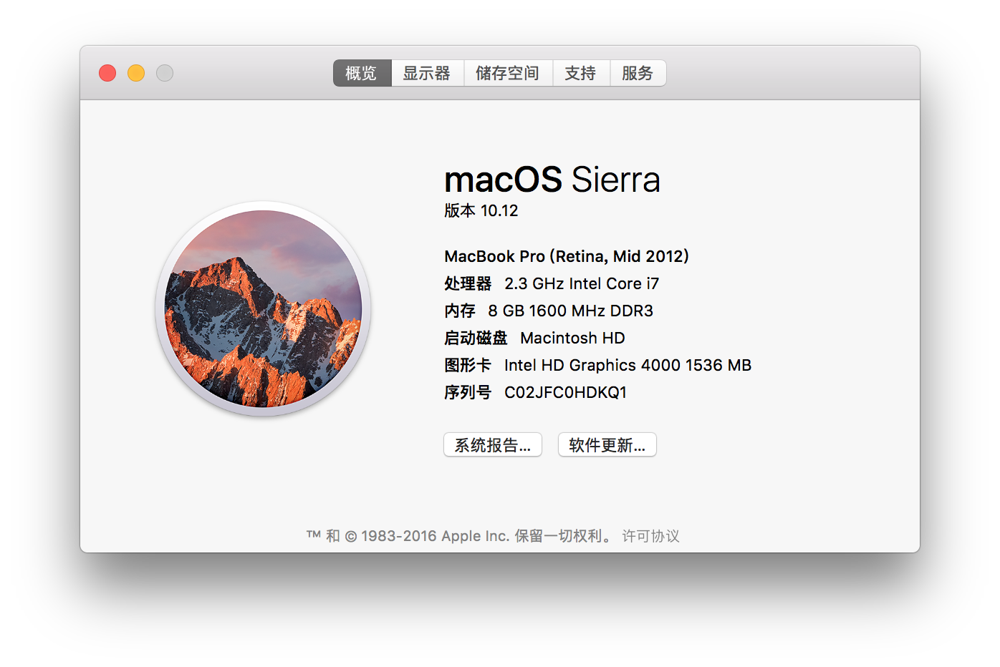 概览 显示器 储存空间 支持 服务
macOS Sierra
版本 10.12
MacBook Pro (Retina, Mid 2012)
处理器 2.3 GHz Intel Core i7
内存 8 GB 1600 MHz DDR3
启动磁盘 Macintosh HD
图形卡 Intel HD Graphics 4000 1536 MB
序列号 C02JFC0HDKQ1
系统报告... 软件更新...
™ 和 © 1983-2016 Apple Inc. 保留一切权利。 许可协议